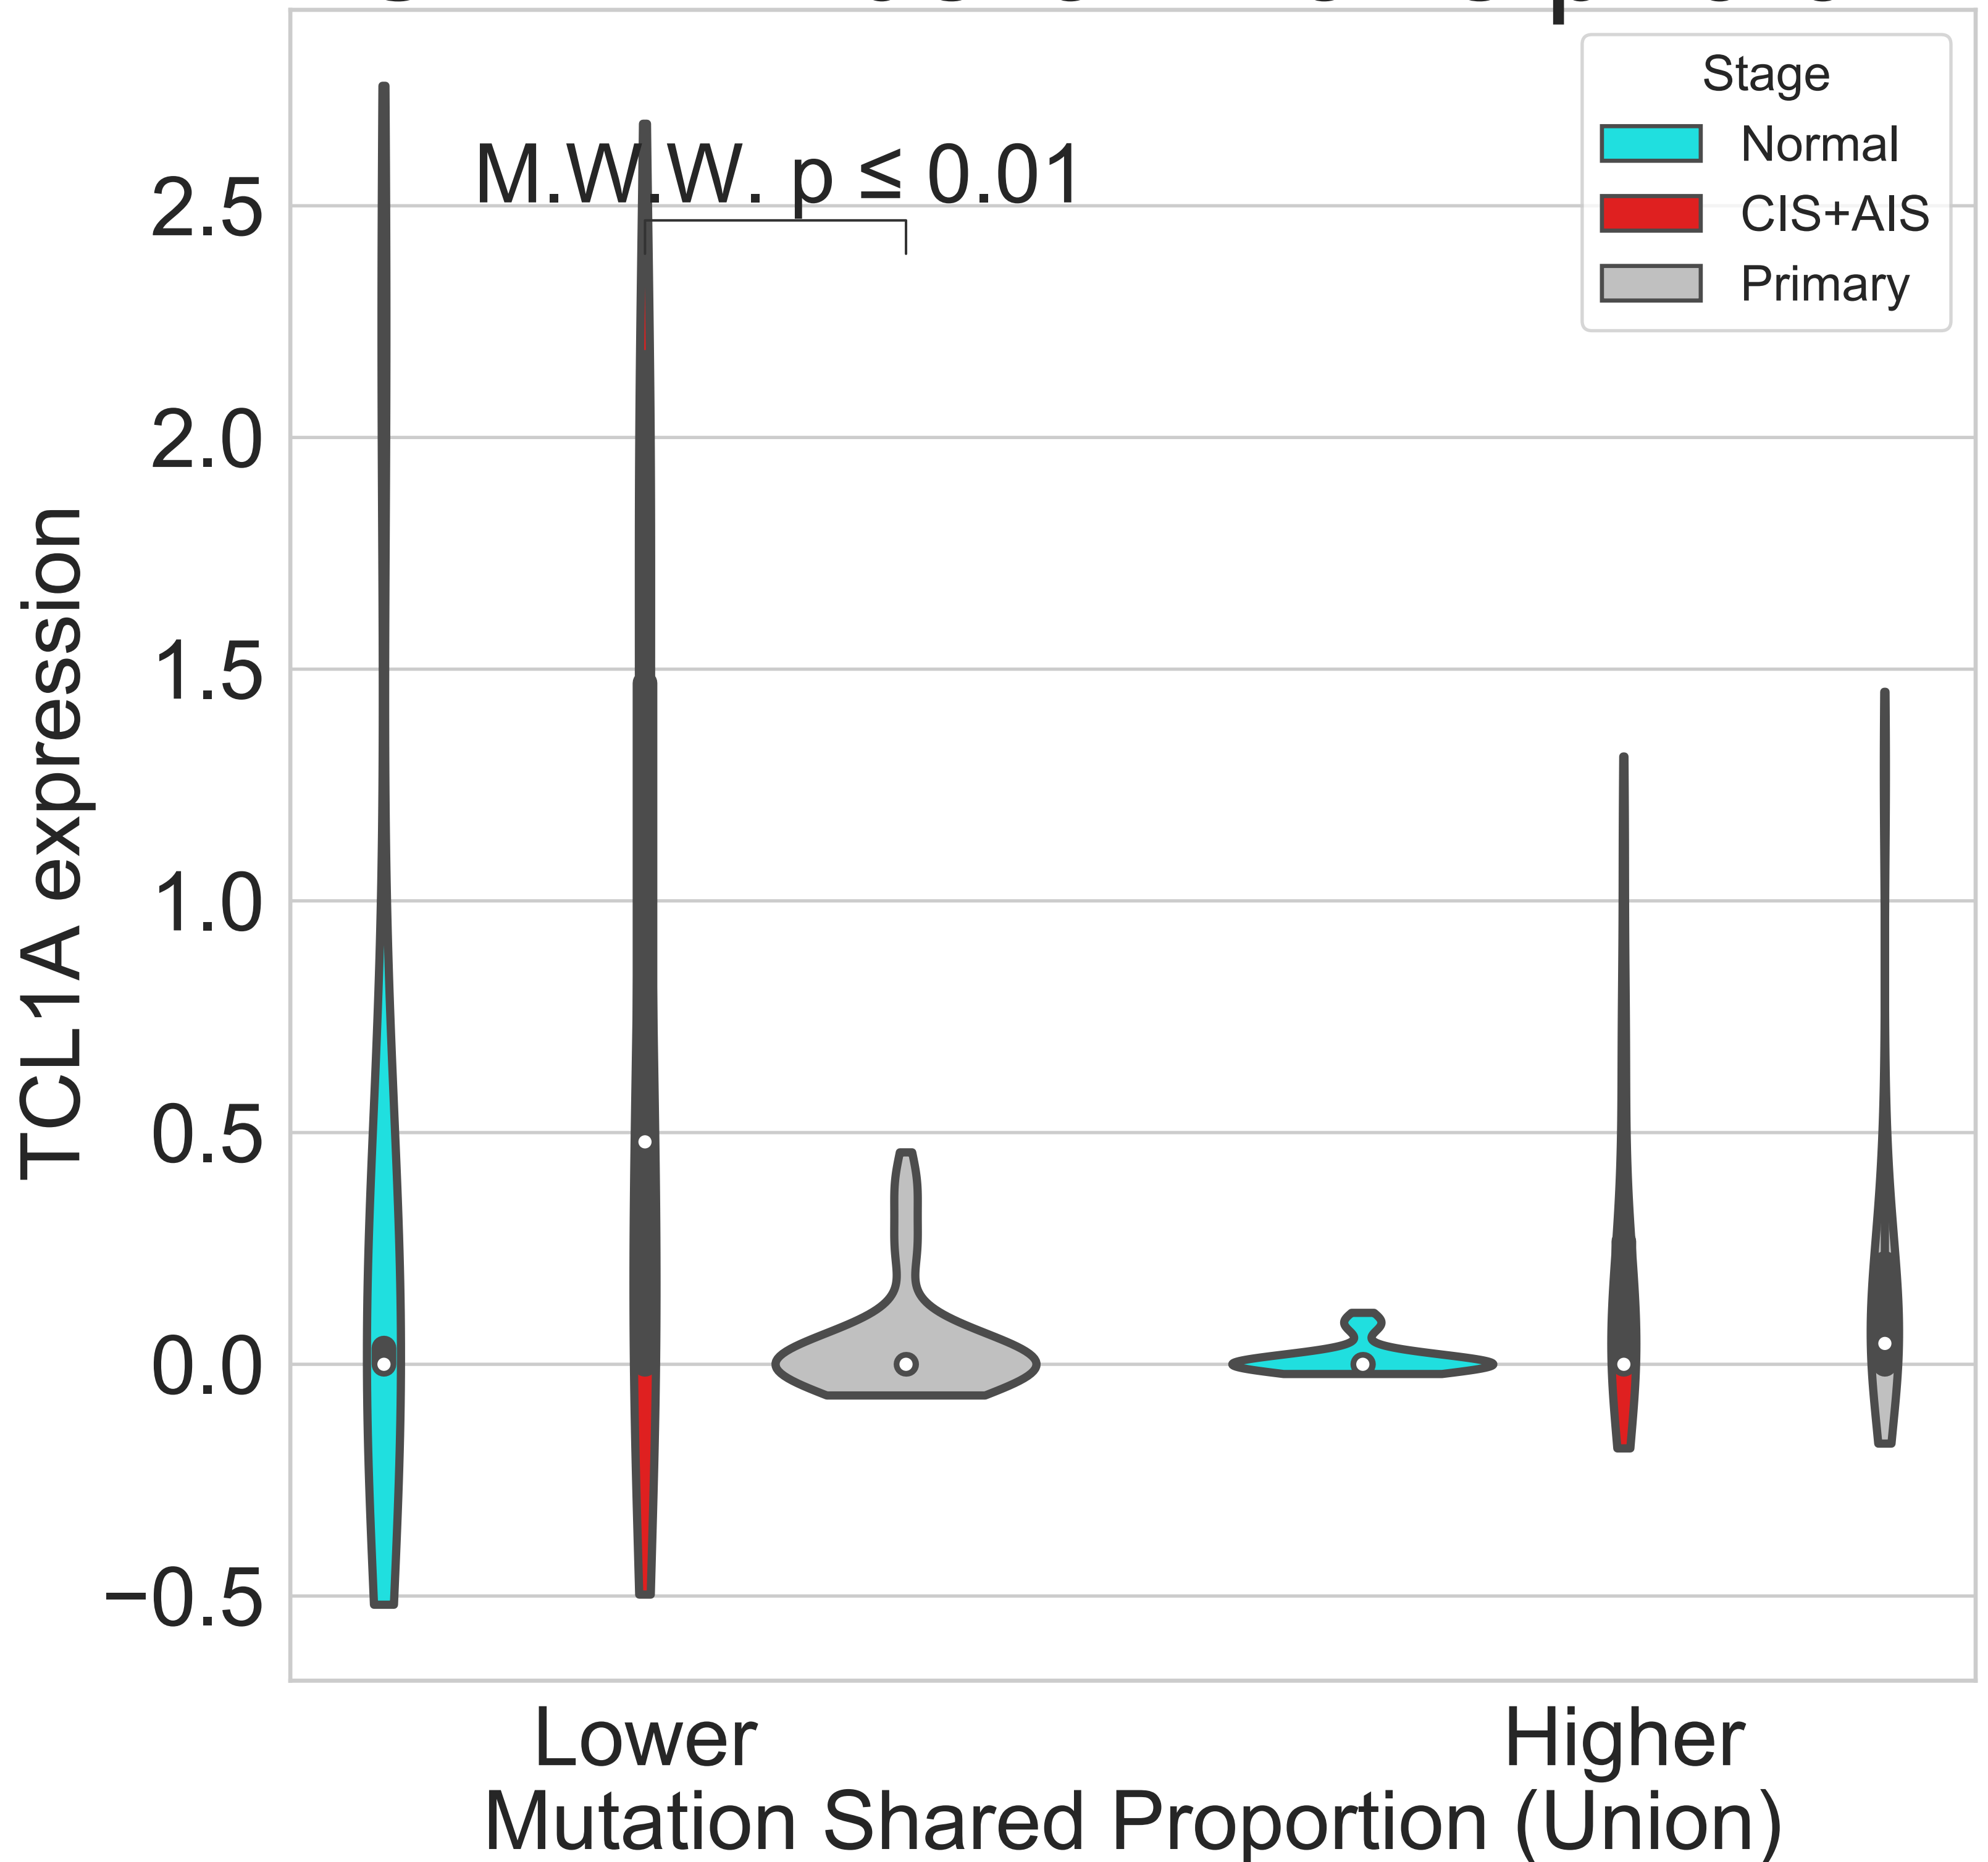 Stage
Normal
CIS+AIS
Primary
M.W.W. p ≤ 0.01
2.5
2.0
1.5
1.0
0.5
0.0
−0.5
TCL1A expression
Lower
Higher
Mutation Shared Proportion (Union)